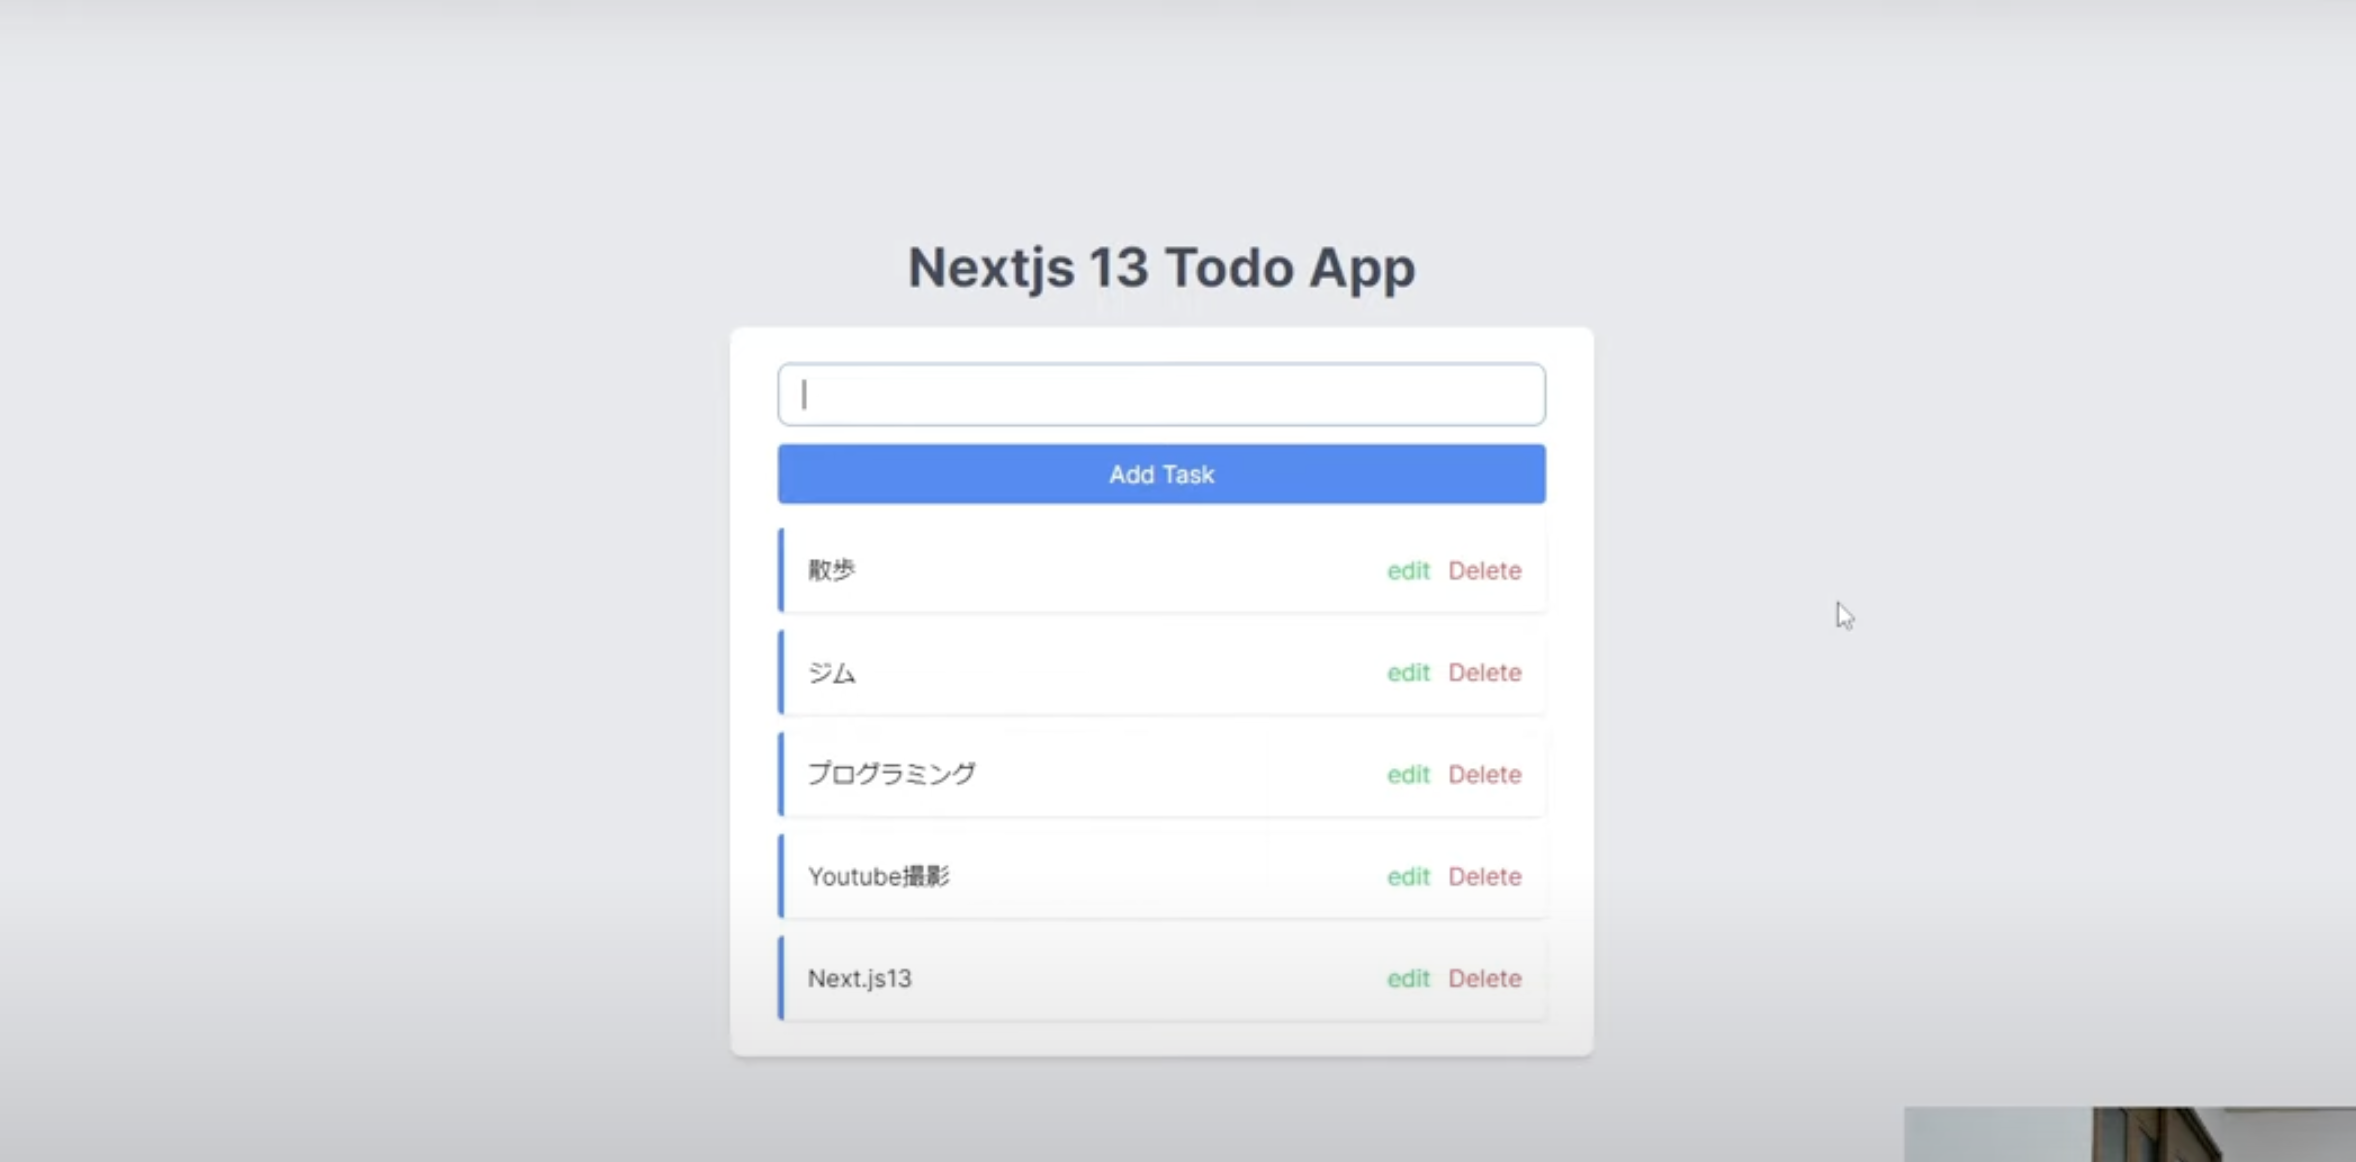 Nextjs 13 Todo App
Add Task
散歩 edit Delete
ジム edit Delete
プログラミング edit Delete
Youtube撮影 edit Delete
Next.js13 edit Delete